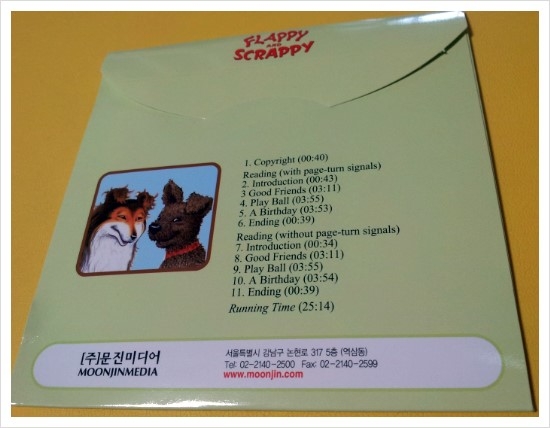 FLAPPY
AND
SCRAPPY
1. Copyright (00:40)
Reading (with page-turn signals)
2. Introduction (00:43)
3 Good Friends (03:11)
4. Play Ball (03:55)
5. A Birthday (03:53)
6. Ending (00:39)
Reading (without page-turn signals)
7. Introduction (00:34)
8. Good Friends (03:11)
9. Play Ball (03:55)
10. A Birthday (03:54)
11. Ending (00:39)
Running Time (25:14)
[주]문진미디어
MOONJINMEDIA
서울특별시 강남구 논현로 317 5층 (역삼동)
Tel: 02-2140-2500 Fax: 02-2140-2599
www.moonjin.com